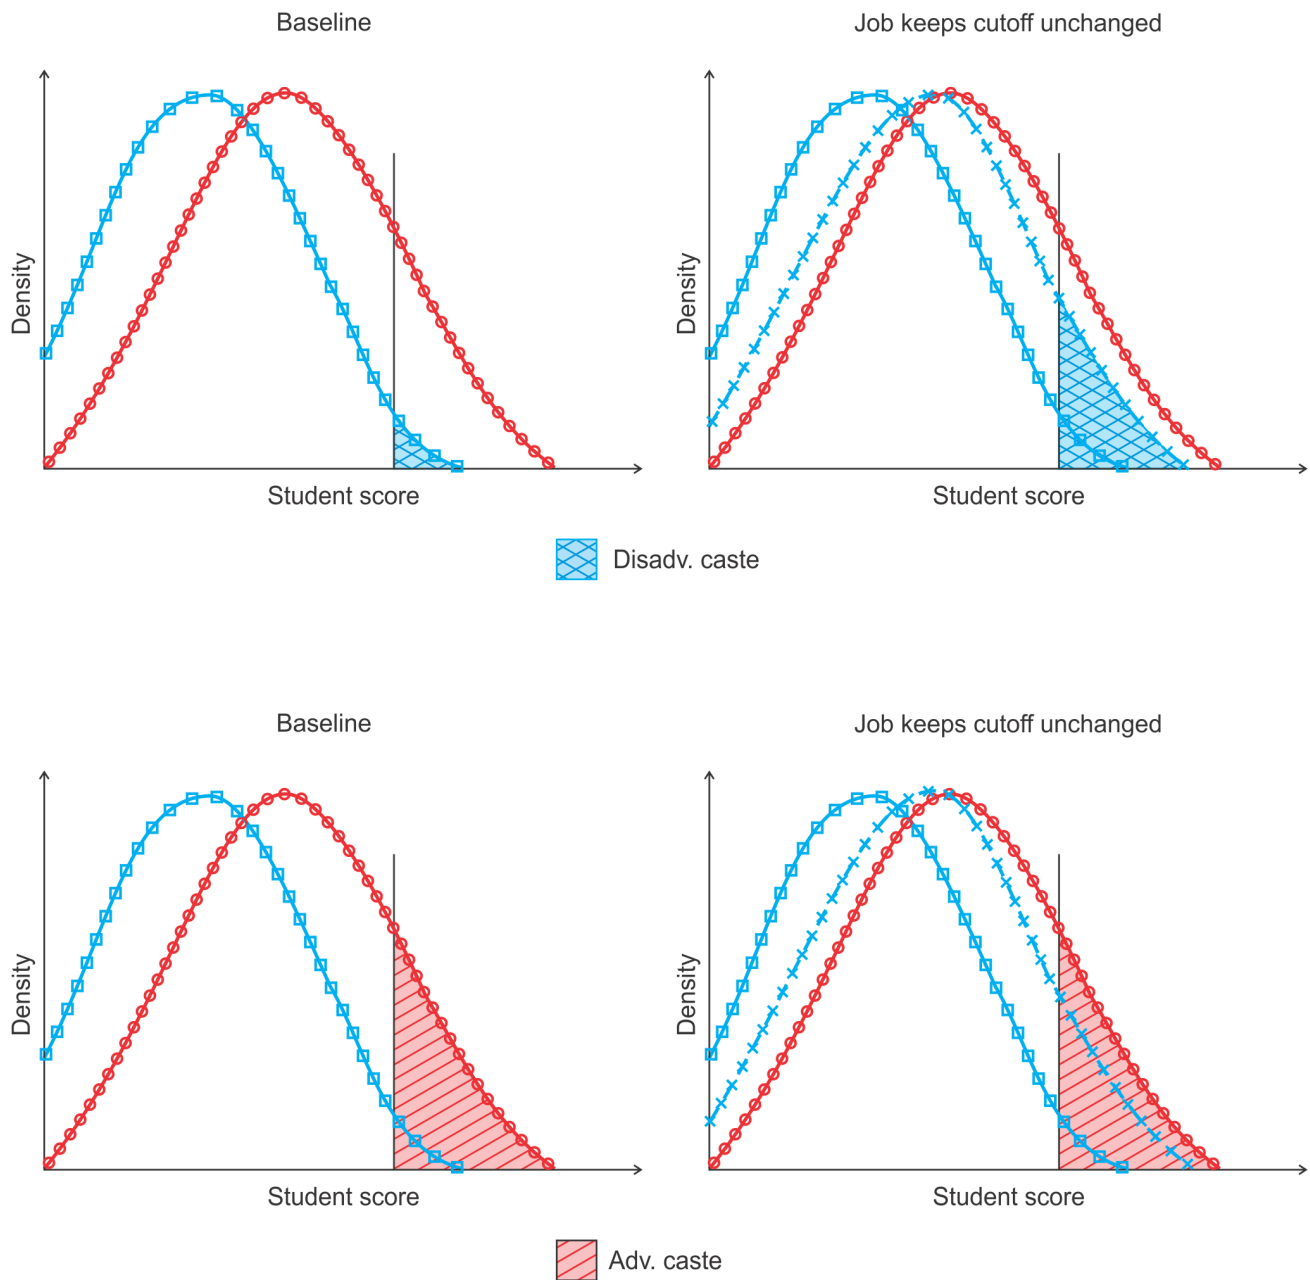 Baseline
Job keeps cutoff unchanged
Density
Density
Student score
Student score
Disadv. caste
Baseline
Job keeps cutoff unchanged
Density
Density
Student score
Student score
Adv. caste